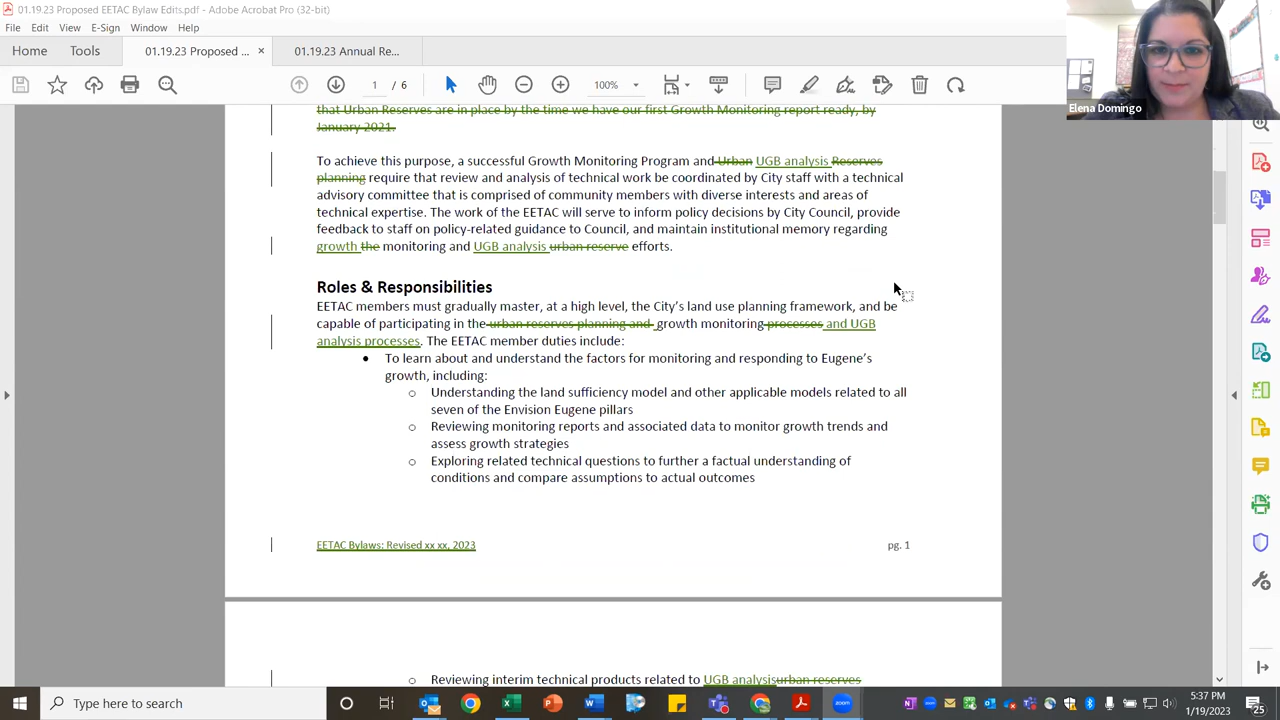 01.19.23 Proposed EETAC Bylaw Edits.pdf - Adobe Acrobat Pro (32-bit)
File Edit View E-Sign Window Help
Home Tools 01.19.23 Proposed ... × 01.19.23 Annual Re...
1 / 6 100%
that Urban Reserves are in place by the time we have our first Growth Monitoring report ready, by
January 2021.
To achieve this purpose, a successful Growth Monitoring Program and Urban UGB analysis Reserves
planning require that review and analysis of technical work be coordinated by City staff with a technical
advisory committee that is comprised of community members with diverse interests and areas of
technical expertise. The work of the EETAC will serve to inform policy decisions by City Council, provide
feedback to staff on policy-related guidance to Council, and maintain institutional memory regarding
growth the monitoring and UGB analysis urban reserve efforts.
Roles & Responsibilities
EETAC members must gradually master, at a high level, the City's land use planning framework, and be
capable of participating in the urban reserves planning and growth monitoring processes and UGB
analysis processes. The EETAC member duties include:
• To learn about and understand the factors for monitoring and responding to Eugene's
growth, including:
o Understanding the land sufficiency model and other applicable models related to all
seven of the Envision Eugene pillars
o Reviewing monitoring reports and associated data to monitor growth trends and
assess growth strategies
o Exploring related technical questions to further a factual understanding of
conditions and compare assumptions to actual outcomes
EETAC Bylaws: Revised xx xx, 2023 pg. 1
o Reviewing interim technical products related to UGB analysisurban reserves
Elena Domingo
Type here to search
zoom
5:37 PM
1/19/2023
25